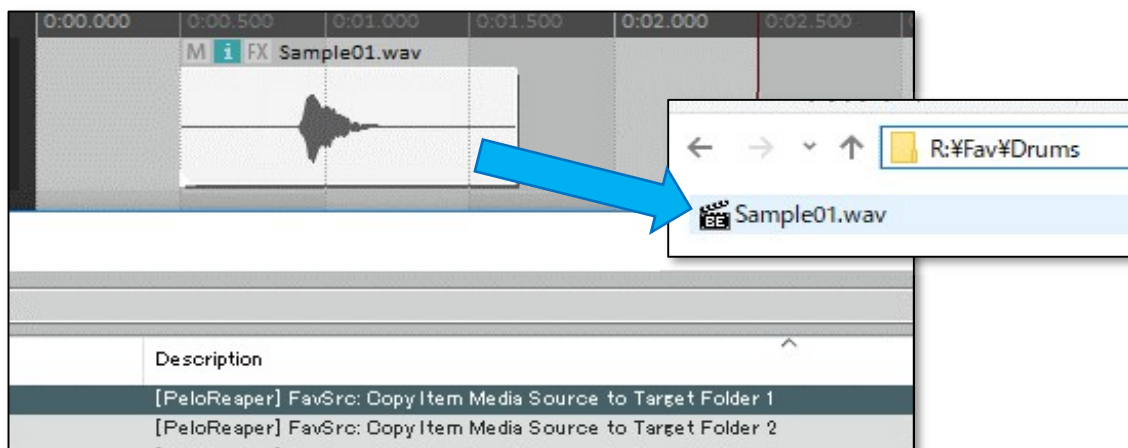 0:00.000 0:00.500 0:01.000 0:01.500 0:02.000 0:02.500
M i FX Sample01.wav
R:¥Fav¥Drums
BE Sample01.wav
Description
[PeloReaper] FavSrc: Copy Item Media Source to Target Folder 1
[PeloReaper] FavSrc: Copy Item Media Source to Target Folder 2